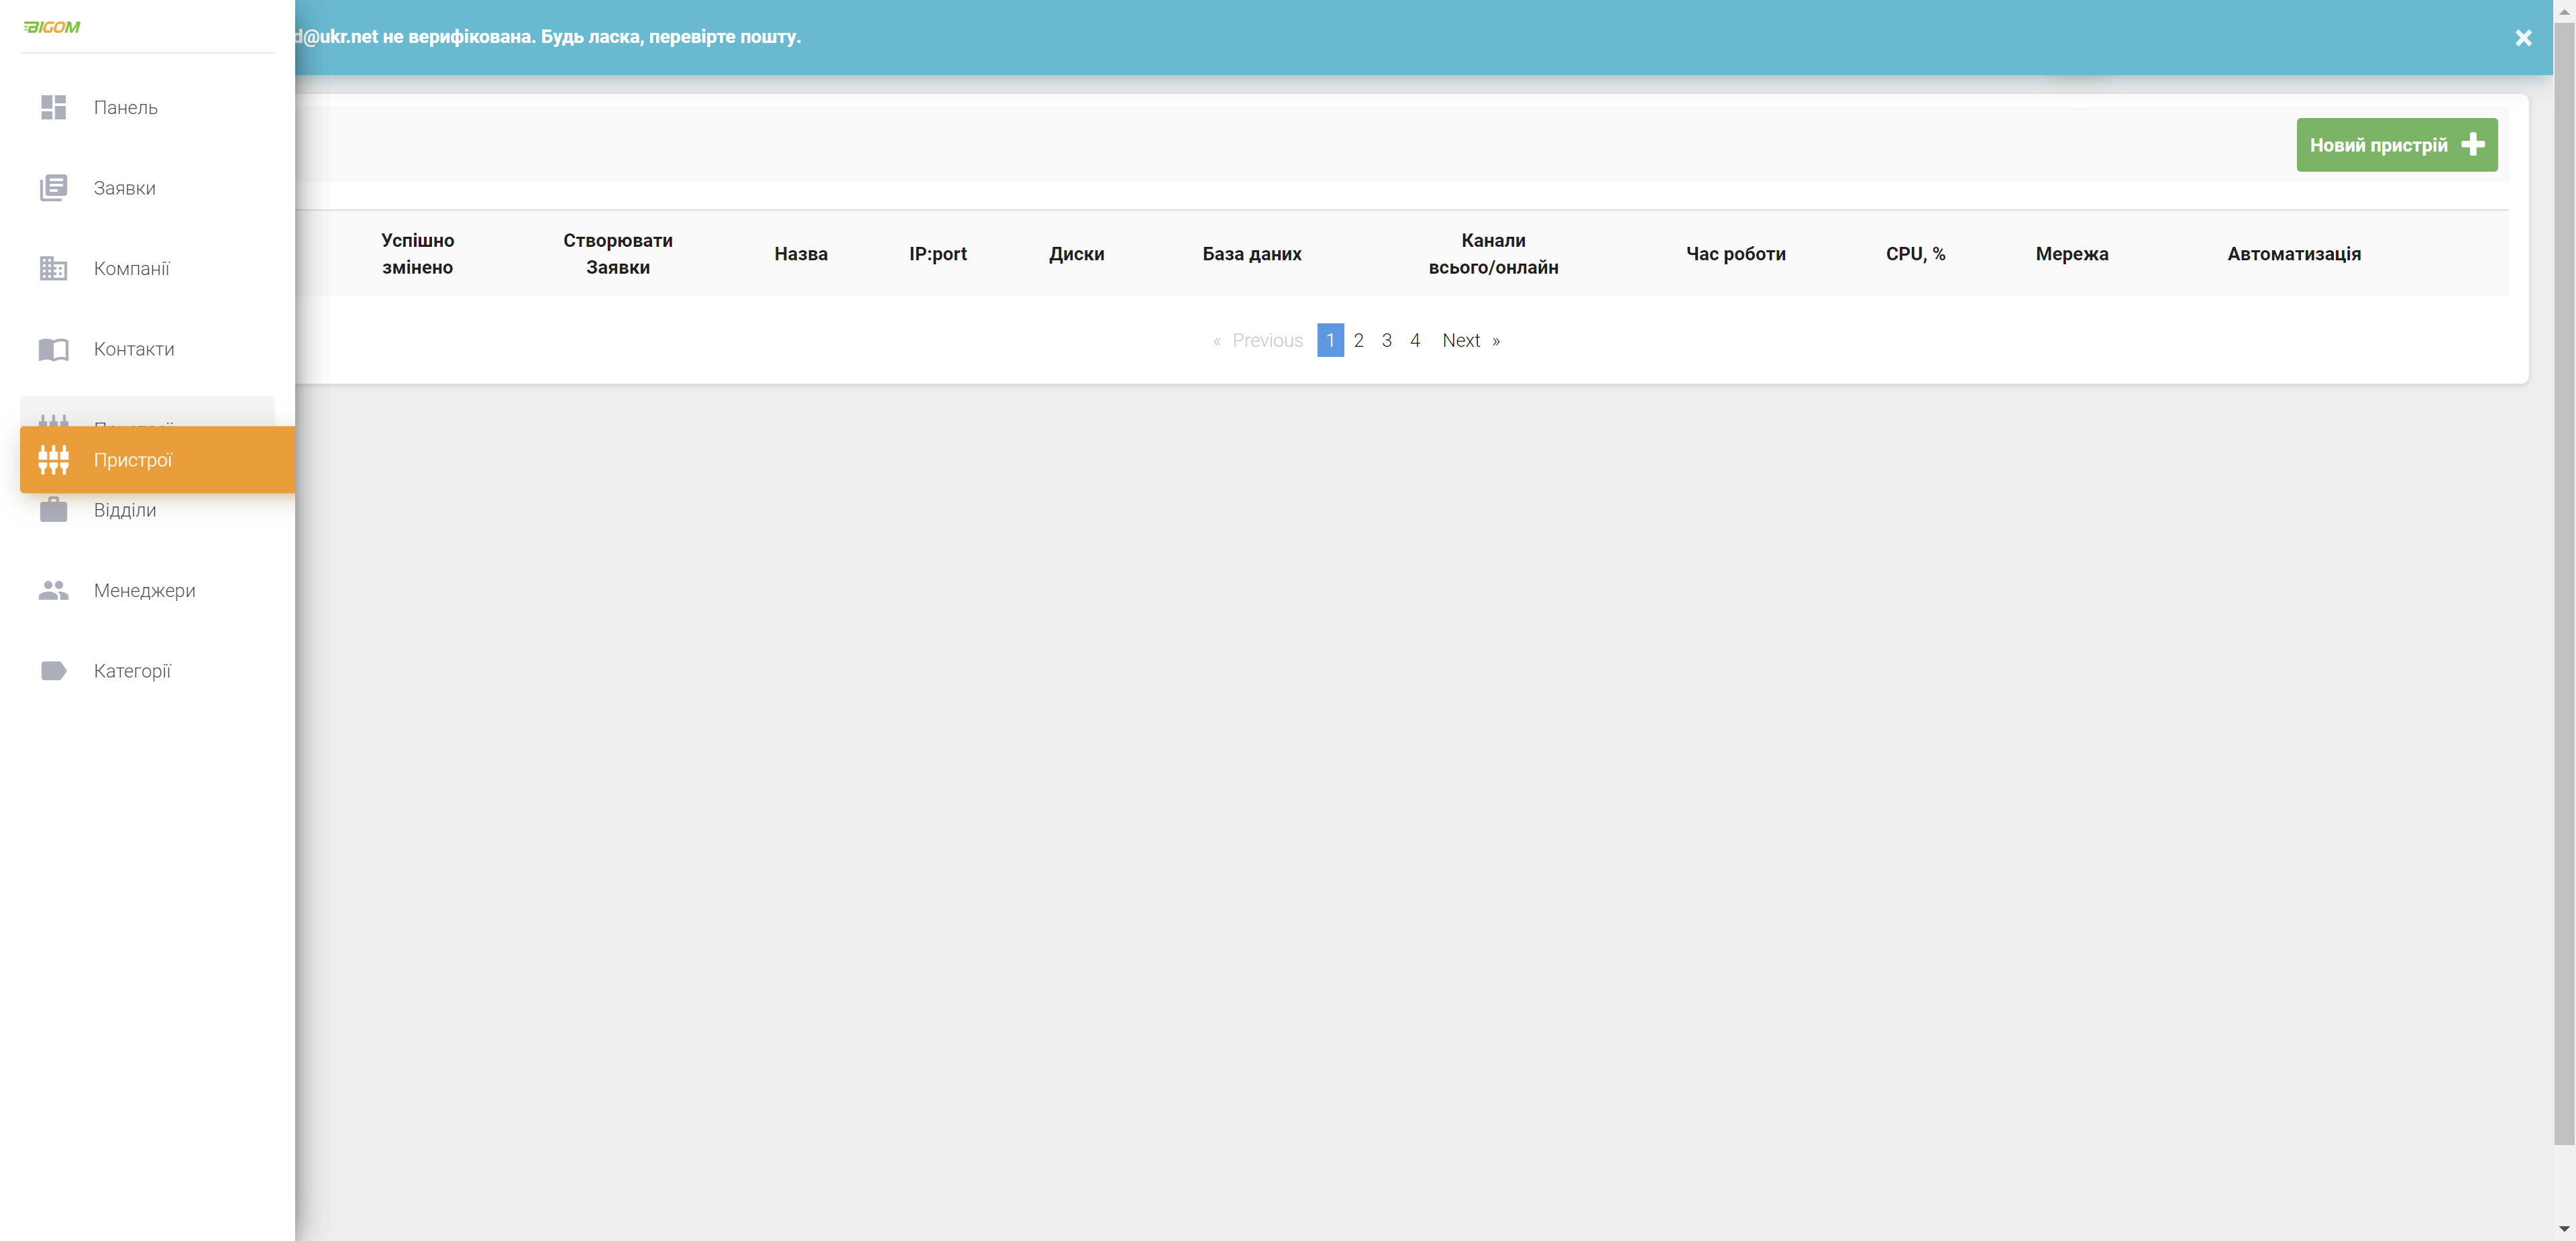 BIGOM
d@ukr.net не верифікована. Будь ласка, перевірте пошту.
Панель
Заявки
Компанії
Контакти
Пристрої
Відділи
Менеджери
Категорії
Новий пристрій
Успішно
змінено
Створювати
Заявки
Назва
IP:port
Диски
База даних
Канали
всього/онлайн
Час роботи
CPU, %
Мережа
Автоматизація
« Previous 1 2 3 4 Next »